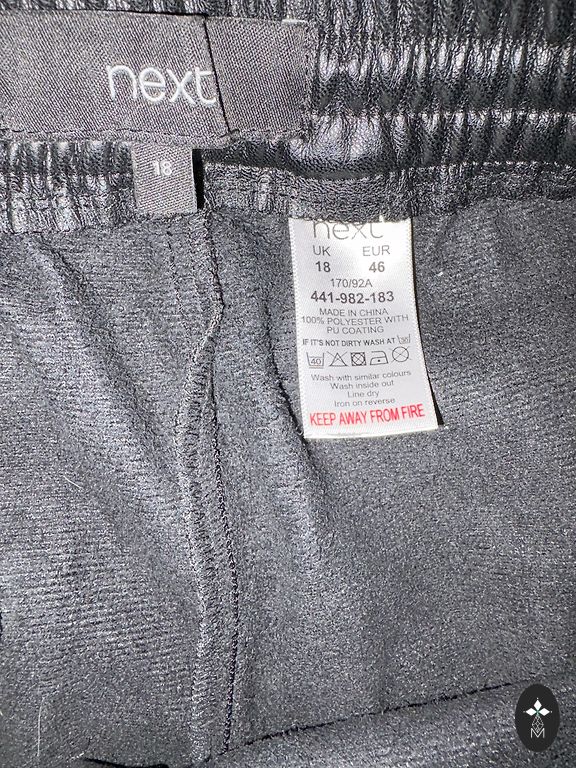 next
18
next
UK EUR
18 46
170/92A
441-982-183
MADE IN CHINA
100% POLYESTER WITH
PU COATING
IF IT'S NOT DIRTY WASH AT 30
40
Wash with similar colours
Wash inside out
Line dry
Iron on reverse
KEEP AWAY FROM FIRE
M